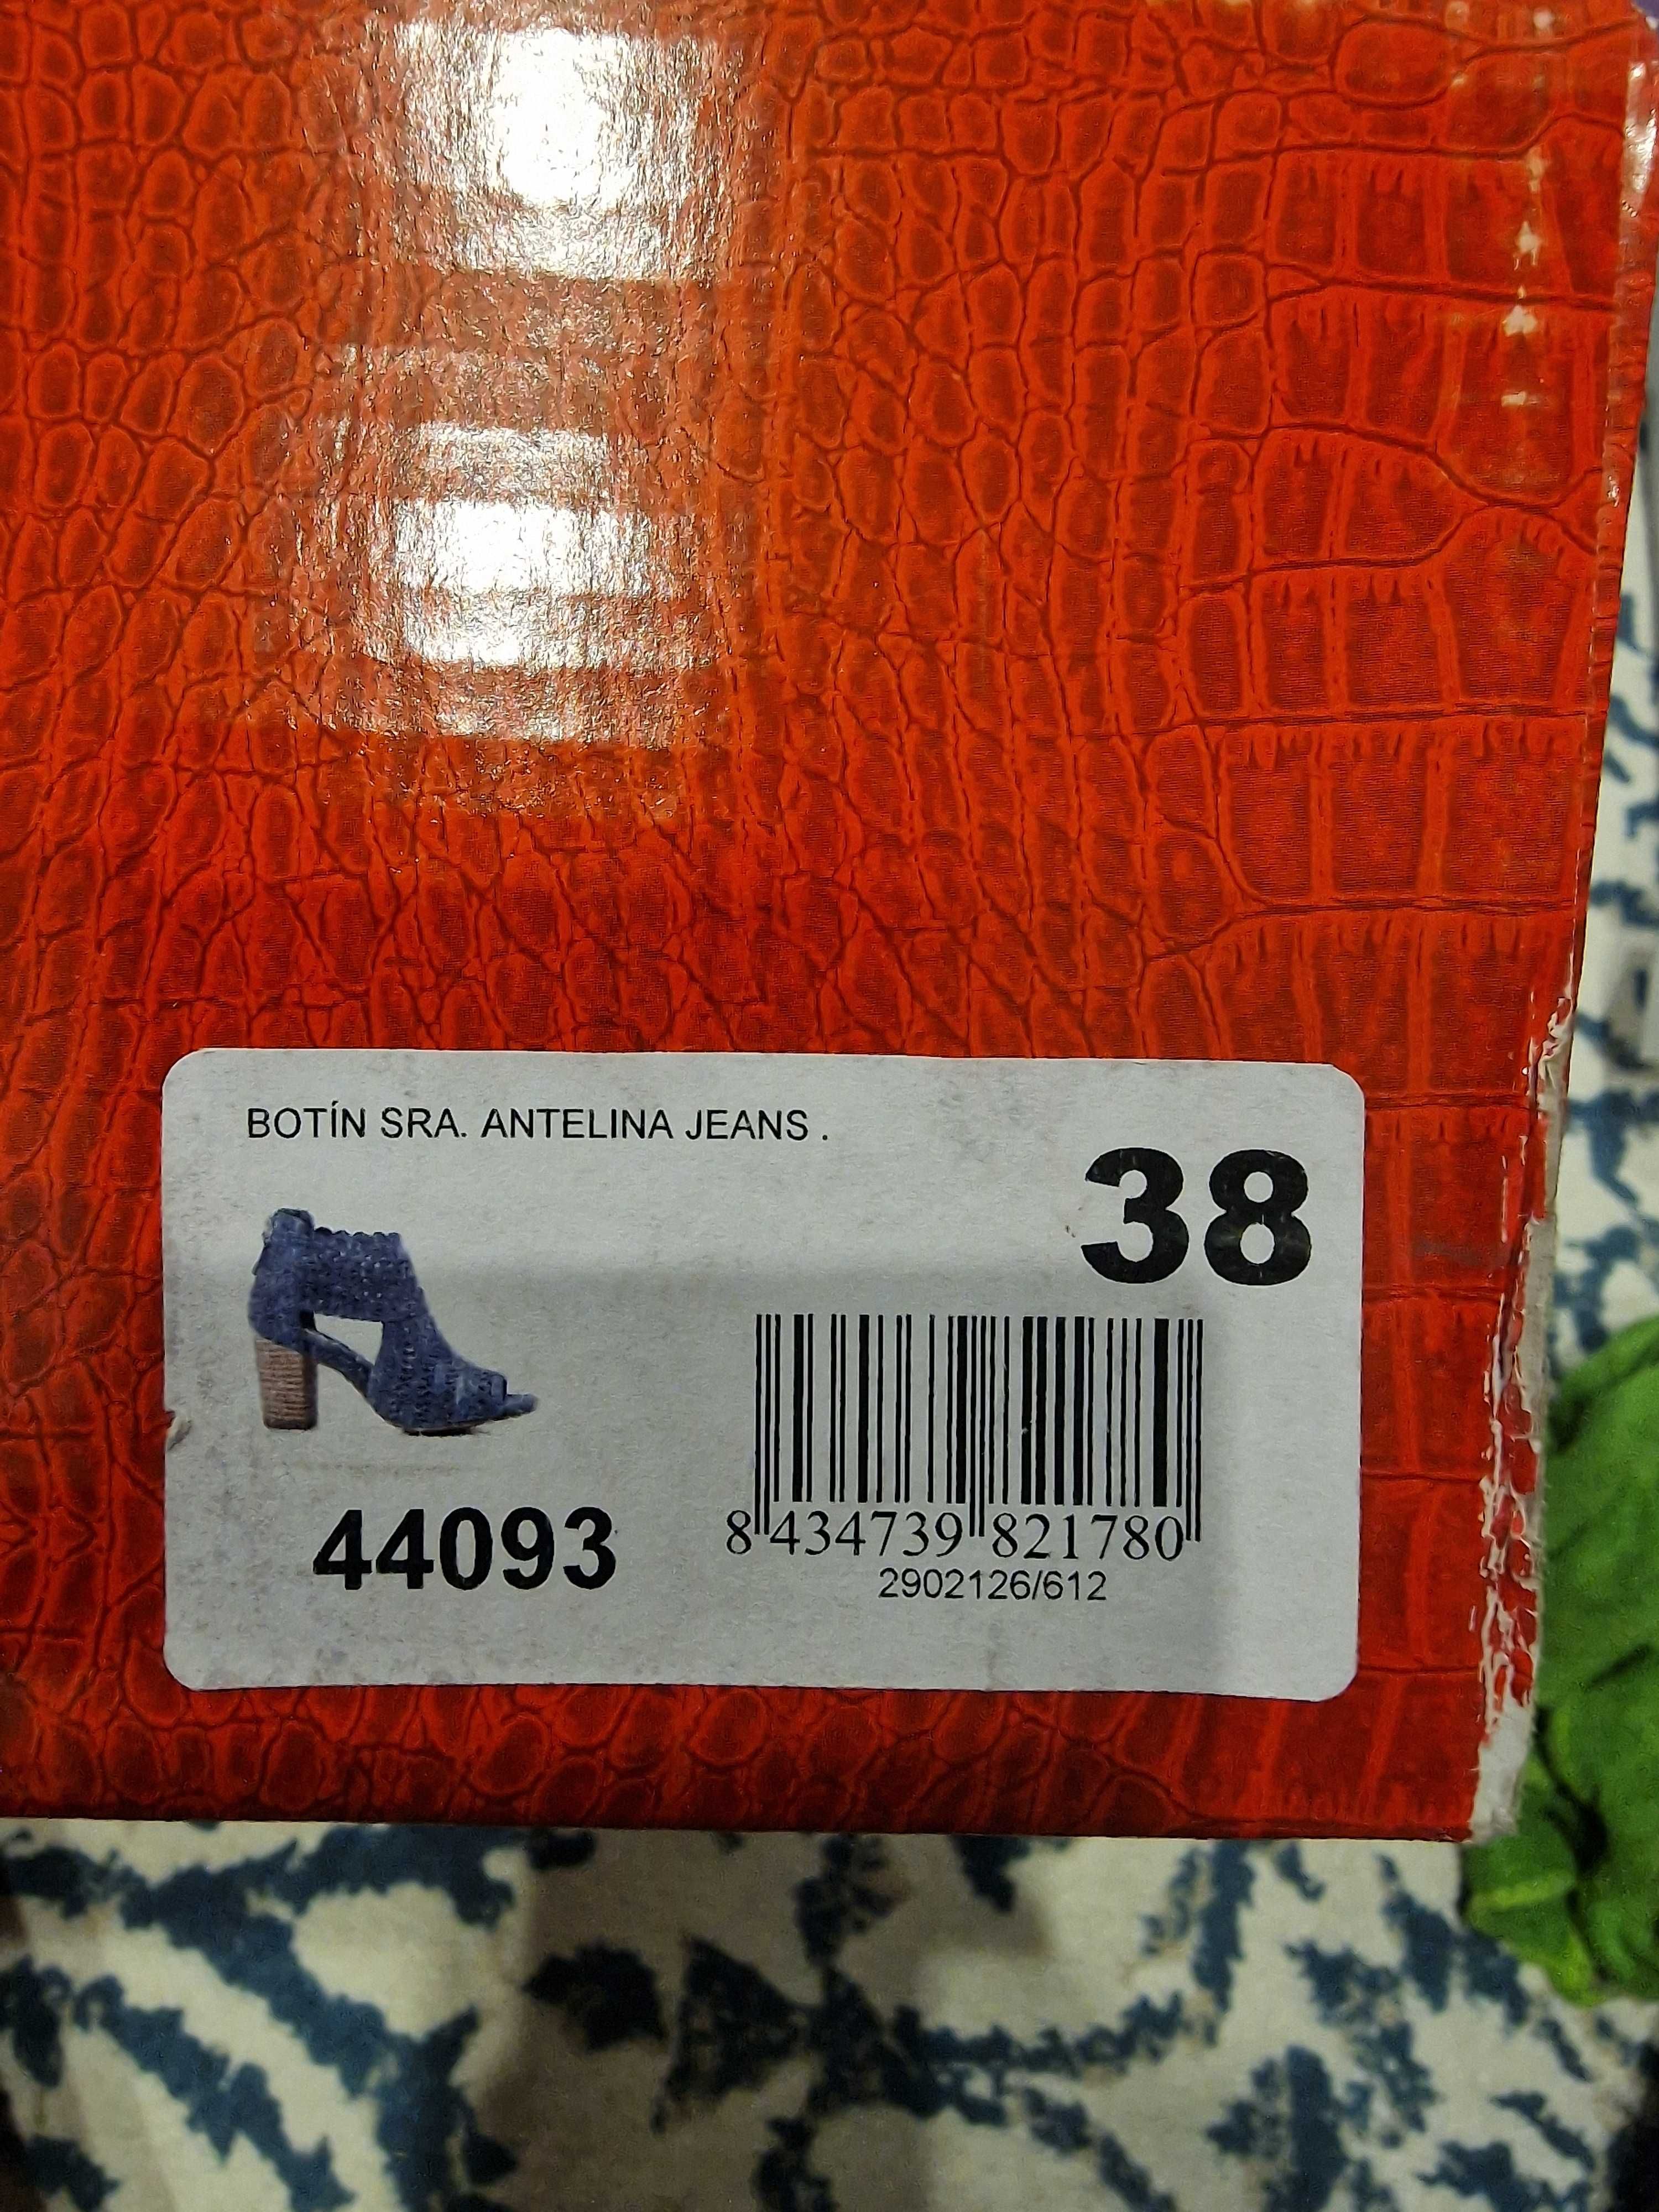 BOTÍN SRA. ANTELINA JEANS .
38
44093
8 434739 821780
2902126/612